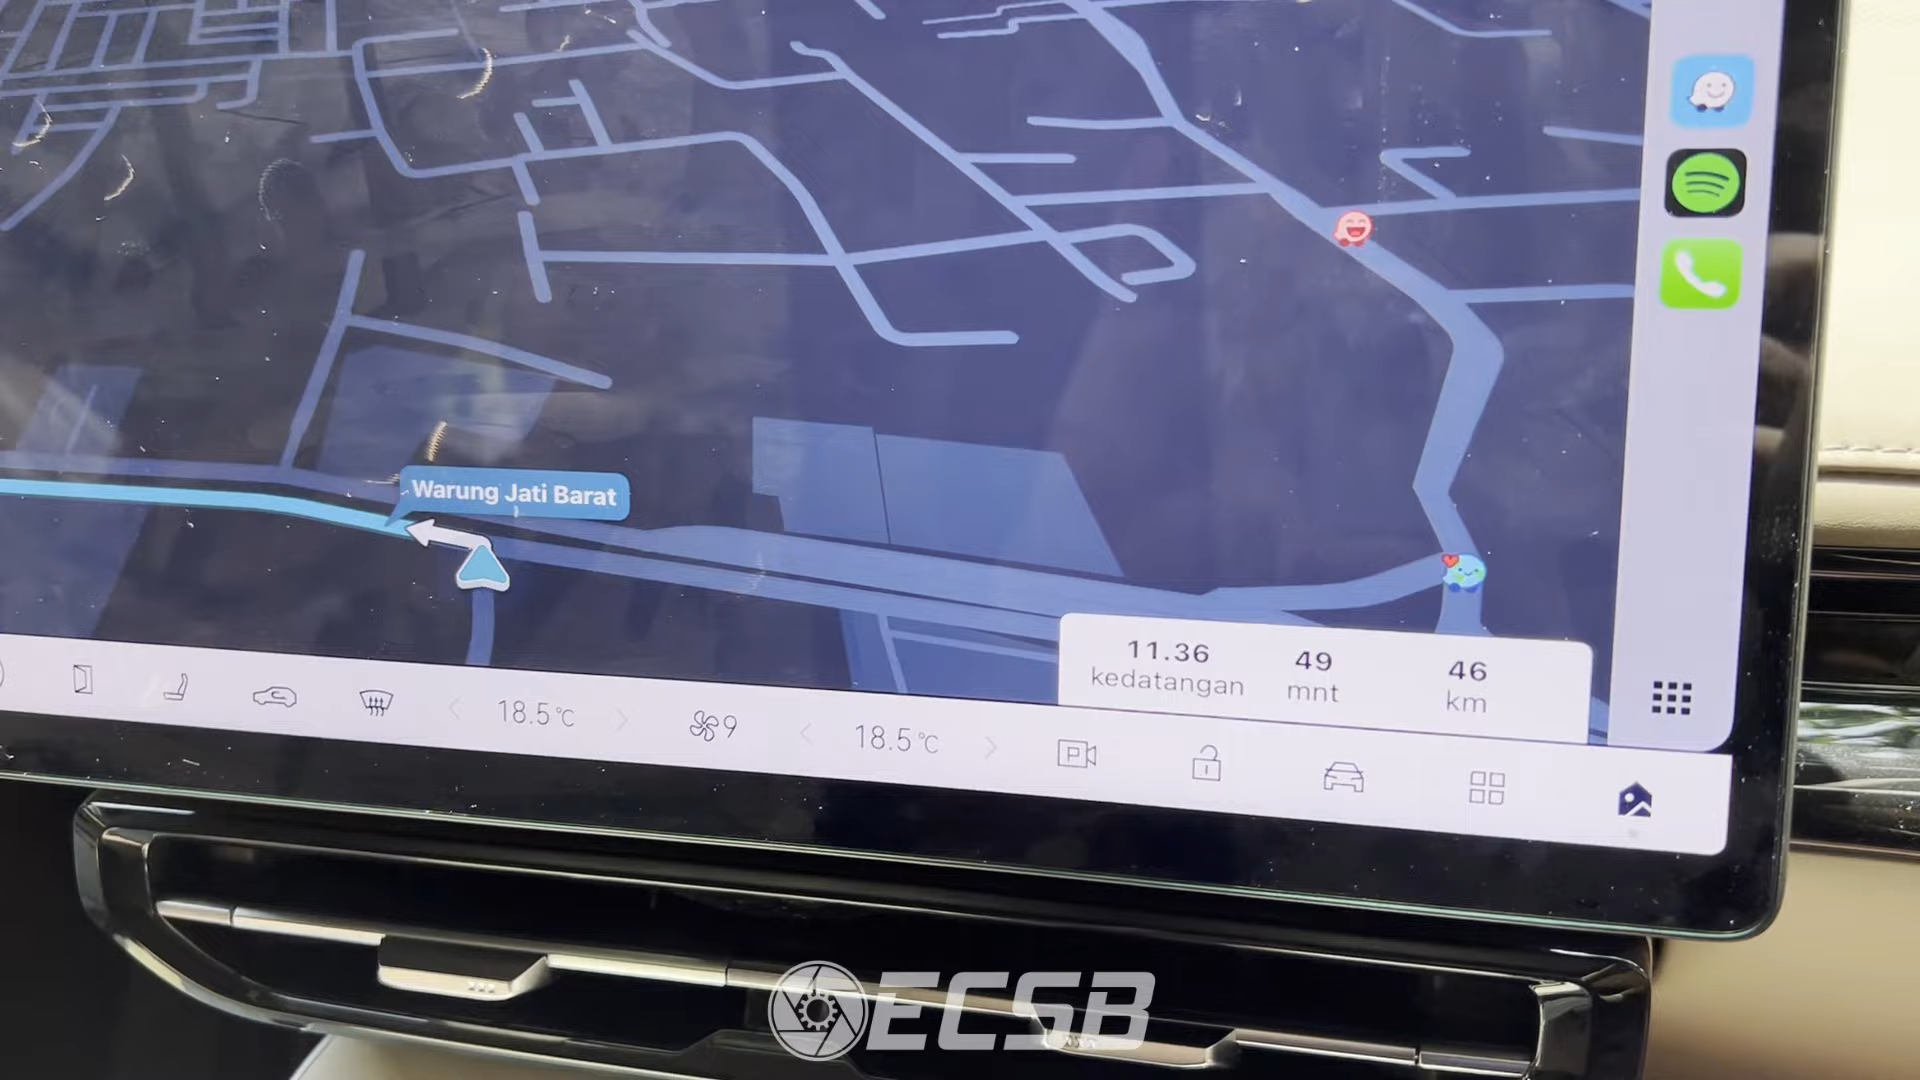 Warung Jati Barat
11.36
kedatangan
49
mnt
46
km
18.5°C
9
18.5°C
P
ECSB